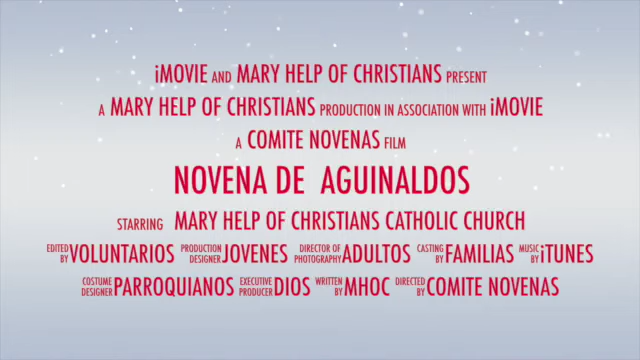 iMOVIE AND MARY HELP OF CHRISTIANS PRESENT
A MARY HELP OF CHRISTIANS PRODUCTION IN ASSOCIATION WITH iMOVIE
A COMITE NOVENAS FILM
NOVENA DE AGUINALDOS
STARRING MARY HELP OF CHRISTIANS CATHOLIC CHURCH
EDITED BY VOLUNTARIOS PRODUCTION DESIGNER JOVENES DIRECTOR OF PHOTOGRAPHY ADULTOS CASTING BY FAMILIAS MUSIC BY iTUNES
COSTUME DESIGNER PARROQUIANOS EXECUTIVE PRODUCER DIOS WRITTEN BY MHOC DIRECTED BY COMITE NOVENAS